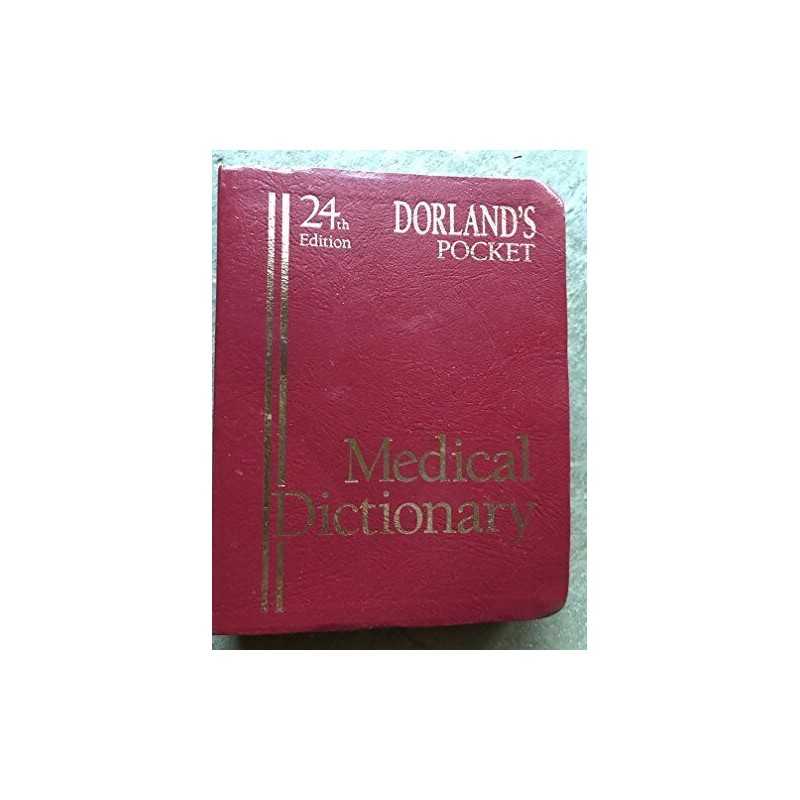 24th
Edition
DORLAND'S
POCKET
Medical
Dictionary